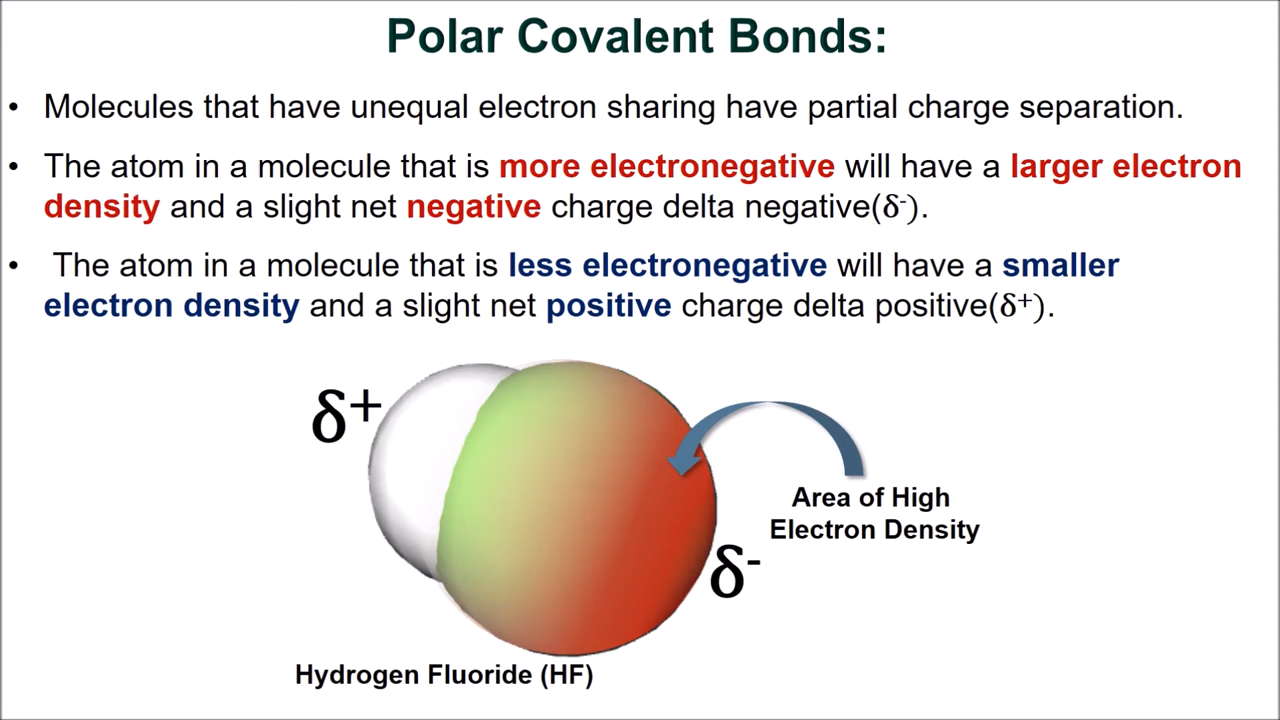 Polar Covalent Bonds:
• Molecules that have unequal electron sharing have partial charge separation.
• The atom in a molecule that is more electronegative will have a larger electron
density and a slight net negative charge delta negative(δ-).
• The atom in a molecule that is less electronegative will have a smaller
electron density and a slight net positive charge delta positive(δ+).
δ+
Area of High
Electron Density
δ-
Hydrogen Fluoride (HF)